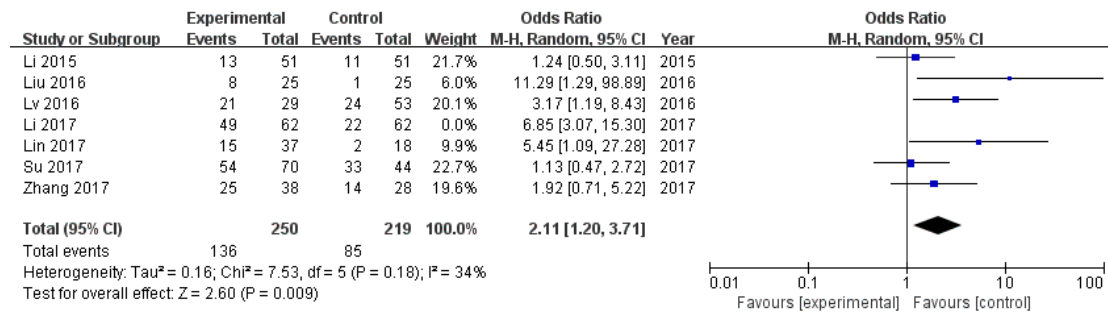 Experimental Control Odds Ratio Odds Ratio
Study or Subgroup Events Total Events Total Weight M-H, Random, 95% CI Year M-H, Random, 95% CI
Li 2015 13 51 11 51 21.7% 1.24 [0.50, 3.11] 2015
Liu 2016 8 25 1 25 6.0% 11.29 [1.29, 98.89] 2016
Lv 2016 21 29 24 53 20.1% 3.17 [1.19, 8.43] 2016
Li 2017 49 62 22 62 0.0% 6.85 [3.07, 15.30] 2017
Lin 2017 15 37 2 18 9.9% 5.45 [1.09, 27.28] 2017
Su 2017 54 70 33 44 22.7% 1.13 [0.47, 2.72] 2017
Zhang 2017 25 38 14 28 19.6% 1.92 [0.71, 5.22] 2017
Total (95% CI) 250 219 100.0% 2.11 [1.20, 3.71]
Total events 136 85
Heterogeneity: Tau² = 0.16; Chi² = 7.53, df = 5 (P = 0.18); I² = 34%
Test for overall effect: Z = 2.60 (P = 0.009)
0.01 0.1 1 10 100
Favours [experimental] Favours [control]